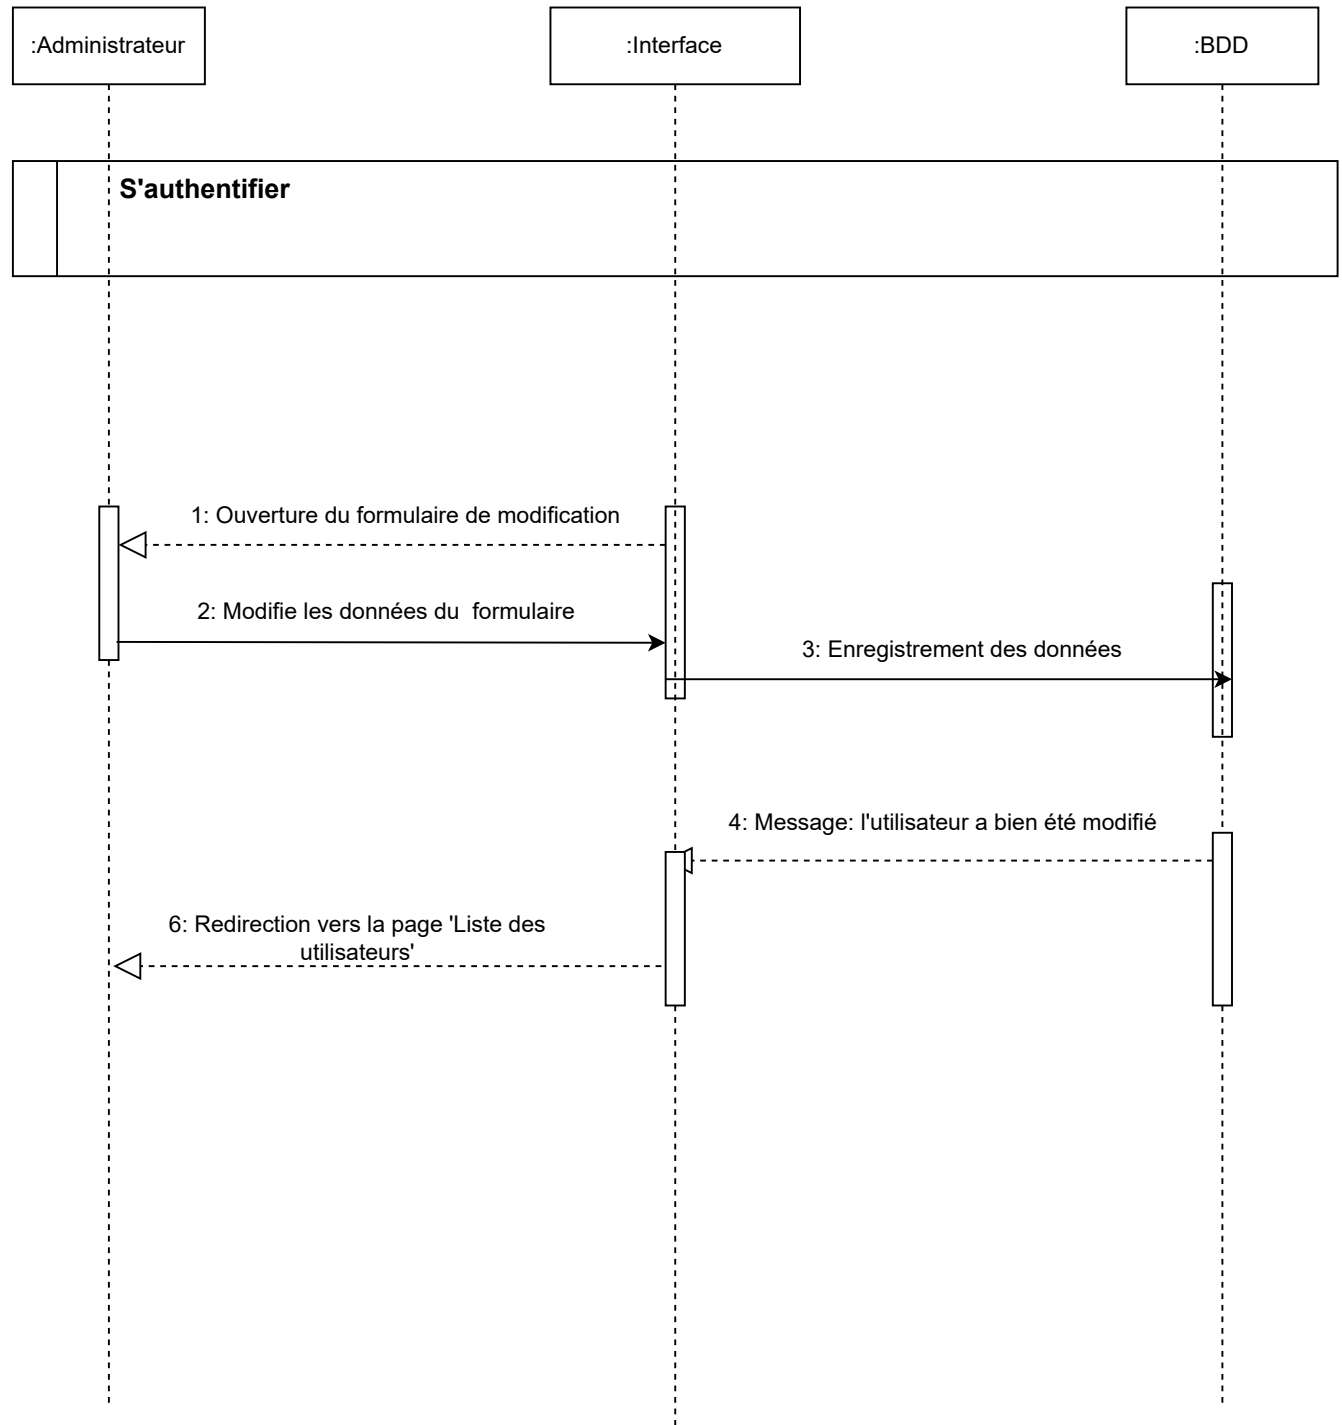 :Administrateur
:Interface
:BDD
S'authentifier
1: Ouverture du formulaire de modification
2: Modifie les données du  formulaire
3: Enregistrement des données
4: Message: l'utilisateur a bien été modifié
6: Redirection vers la page 'Liste des
utilisateurs'